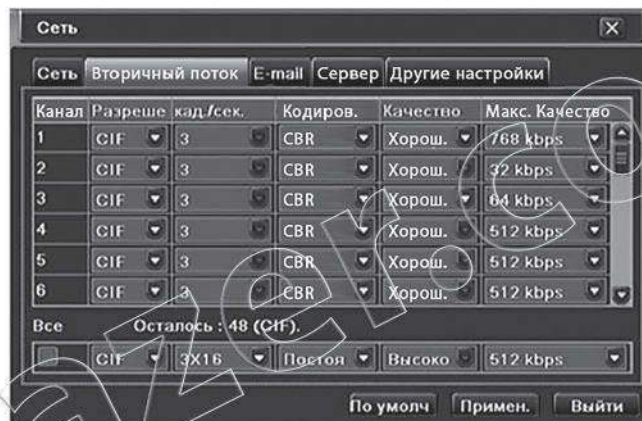 Сеть
Сеть Вторичный поток E-mail Сервер Другие настройки
Канал Разреше кад./сек. Кодиров. Качество Макс. Качество
1 CIF 3 CBR Хорош. 768 kbps
2 CIF 3 CBR Хорош. 32 kbps
3 CIF 3 CBR Хорош. 64 kbps
4 CIF 3 CBR Хорош. 512 kbps
5 CIF 3 CBR Хорош. 512 kbps
6 CIF 3 CBR Хорош. 512 kbps
Все Осталось : 48 (CIF).
CIF 3X16 Постоя Высоко 512 kbps
По умолч Примен. Выйти